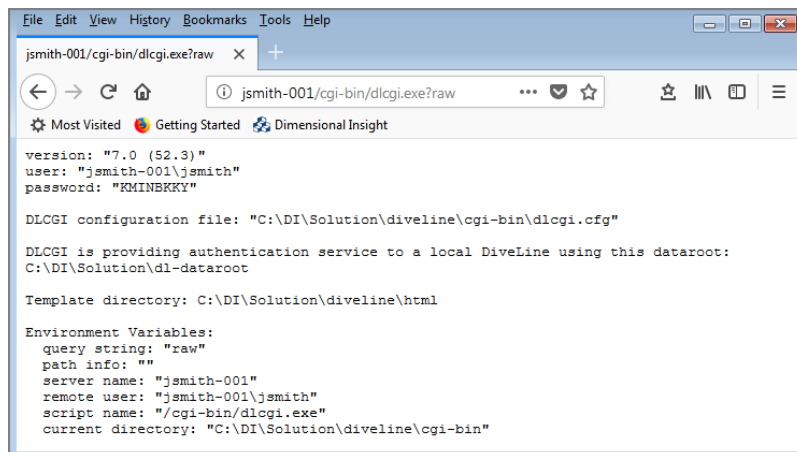 File Edit View History Bookmarks Tools Help
jsmith-001/cgi-bin/dlcgi.exe?raw
jsmith-001/cgi-bin/dlcgi.exe?raw
Most Visited Getting Started Dimensional Insight
version: "7.0 (52.3)"
user: "jsmith-001\jsmith"
password: "KMINBKKY"
DLCGI configuration file: "C:\DI\Solution\diveline\cgi-bin\dlcgi.cfg"
DLCGI is providing authentication service to a local DiveLine using this dataroot:
C:\DI\Solution\dl-dataroot
Template directory: C:\DI\Solution\diveline\html
Environment Variables:
query string: "raw"
path info: ""
server name: "jsmith-001"
remote user: "jsmith-001\jsmith"
script name: "/cgi-bin/dlcgi.exe"
current directory: "C:\DI\Solution\diveline\cgi-bin"